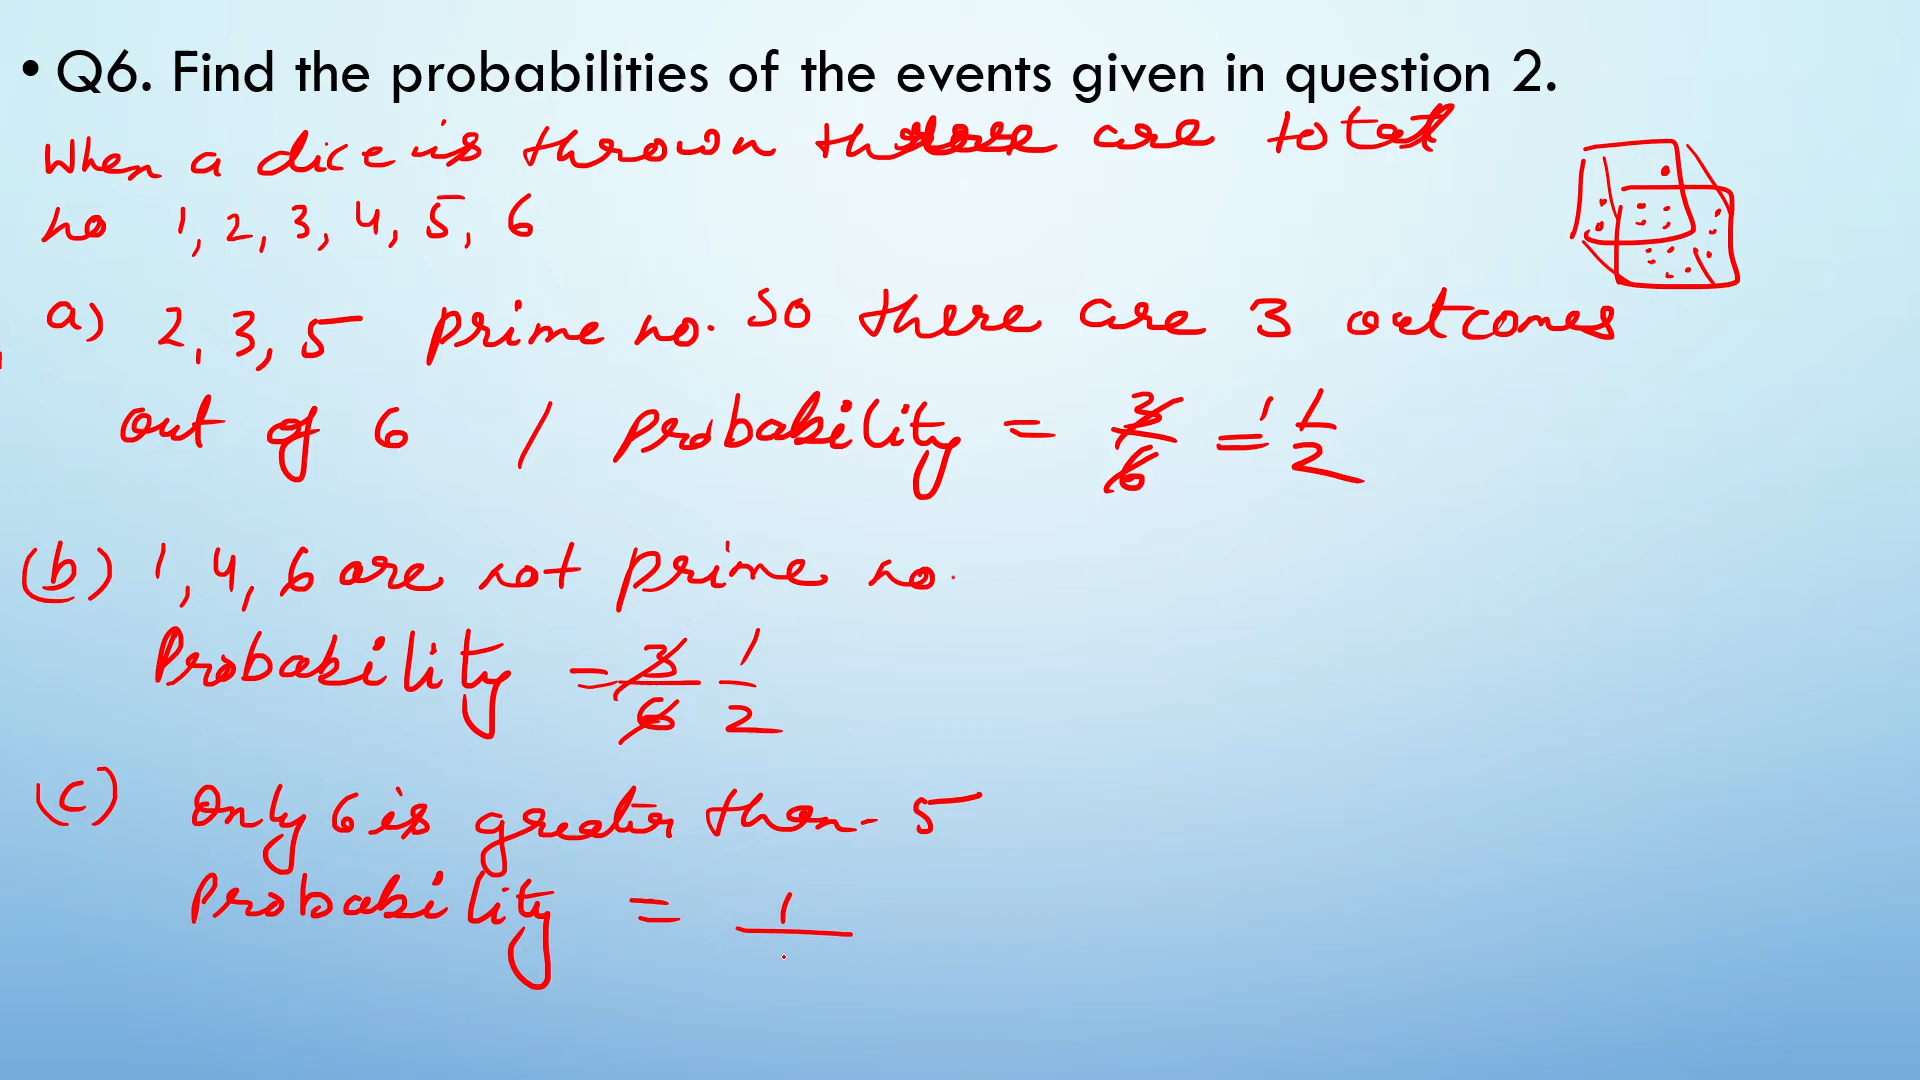 • Q6. Find the probabilities of the events given in question 2.
When a dice is thrown there are total
no 1, 2, 3, 4, 5, 6
a) 2, 3, 5 prime no. So there are 3 outcomes
out of 6 / probability = 3/6 = 1 1/2
(b) 1, 4, 6 are not prime no.
Probability = 3/6 1/2
(c) Only 6 is greater than - 5
Probability = 1/